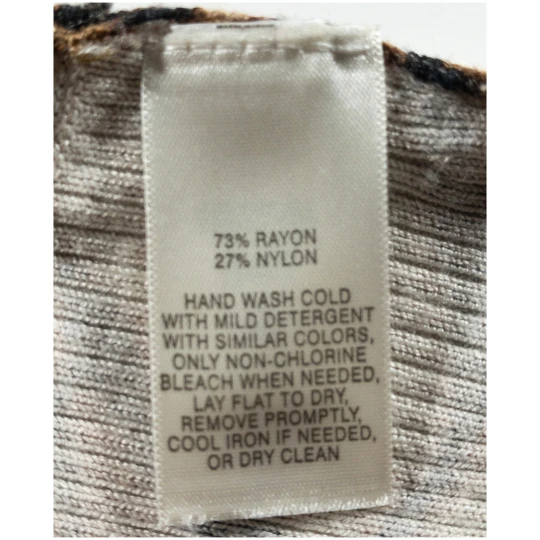 73% RAYON
27% NYLON
HAND WASH COLD
WITH MILD DETERGENT
WITH SIMILAR COLORS,
ONLY NON-CHLORINE
BLEACH WHEN NEEDED,
LAY FLAT TO DRY,
REMOVE PROMPTLY,
COOL IRON IF NEEDED,
OR DRY CLEAN